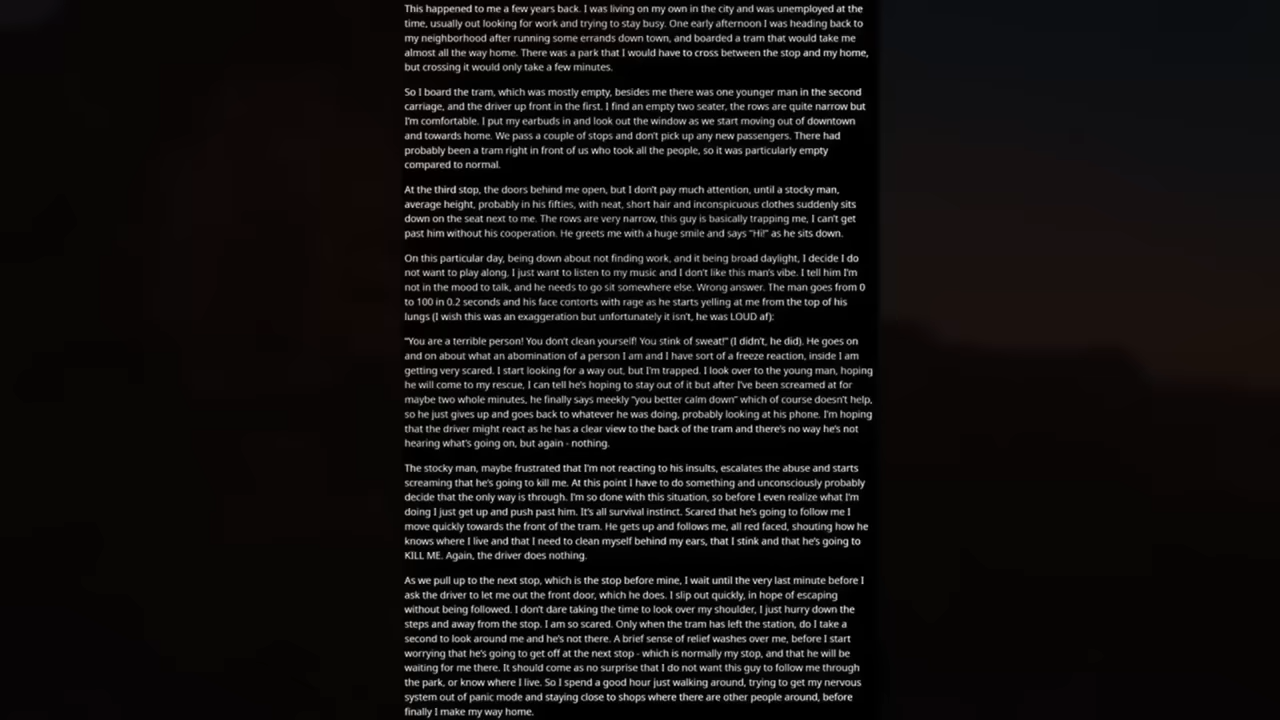 This happened to me a few years back. I was living on my own in the city and was unemployed at the
time, usually out looking for work and trying to stay busy. One early afternoon I was heading back to
my neighborhood after running some errands down town, and boarded a tram that would take me
almost all the way home. There was a park that I would have to cross between the stop and my home,
but crossing it would only take a few minutes.
So I board the tram, which was mostly empty, besides me there was one younger man in the second
carriage, and the driver up front in the first. I find an empty two seater, the rows are quite narrow but
I'm comfortable. I put my earbuds in and look out the window as we start moving out of downtown
and towards home. We pass a couple of stops and don't pick up any new passengers. There had
probably been a tram right in front of us who took all the people, so it was particularly empty
compared to normal.
At the third stop, the doors behind me open, but I don't pay much attention, until a stocky man,
average height, probably in his fifties, with neat, short hair and inconspicuous clothes suddenly sits
down on the seat next to me. The rows are very narrow, this guy is basically trapping me, I can't get
past him without his cooperation. He greets me with a huge smile and says "Hi!" as he sits down.
On this particular day, being down about not finding work, and it being broad daylight, I decide I do
not want to play along. I just want to listen to my music and I don't like this man's vibe. I tell him I'm
not in the mood to talk, and he needs to go sit somewhere else. Wrong answer. The man goes from 0
to 100 in 0.2 seconds and his face contorts with rage as he starts yelling at me from the top of his
lungs (I wish this was an exaggeration but unfortunately it isn't, he was LOUD af):
"You are a terrible person! You don't clean yourself! You stink of sweat!" (I didn't, he did). He goes on
and on about what an abomination of a person I am and I have sort of a freeze reaction, inside I am
getting very scared. I start looking for a way out, but I'm trapped. I look over to the young man, hoping
he will come to my rescue, I can tell he's hoping to stay out of it but after I've been screamed at for
maybe two whole minutes, he finally says meekly "you better calm down" which of course doesn't help,
so he just gives up and goes back to whatever he was doing, probably looking at his phone. I'm hoping
that the driver might react as he has a clear view to the back of the tram and there's no way he's not
hearing what's going on, but again - nothing.
The stocky man, maybe frustrated that I'm not reacting to his insults, escalates the abuse and starts
screaming that he's going to kill me. At this point I have to do something and unconsciously probably
decide that the only way is through. I'm so done with this situation, so before I even realize what I'm
doing I just get up and push past him. It's all survival instinct. Scared that he's going to follow me I
move quickly towards the front of the tram. He gets up and follows me, all red faced, shouting how he
knows where I live and that I need to clean myself behind my ears, that I stink and that he's going to
KILL ME. Again, the driver does nothing.
As we pull up to the next stop, which is the stop before mine, I wait until the very last minute before I
ask the driver to let me out the front door, which he does. I slip out quickly, in hope of escaping
without being followed. I don't dare taking the time to look over my shoulder, I just hurry down the
steps and away from the stop. I am so scared. Only when the tram has left the station, do I take a
second to look around me and he's not there. A brief sense of relief washes over me, before I start
worrying that he's going to get off at the next stop - which is normally my stop, and that he will be
waiting for me there. It should come as no surprise that I do not want this guy to follow me through
the park, or know where I live. So I spend a good hour just walking around, trying to get my nervous
system out of panic mode and staying close to shops where there are other people around, before
finally I make my way home.